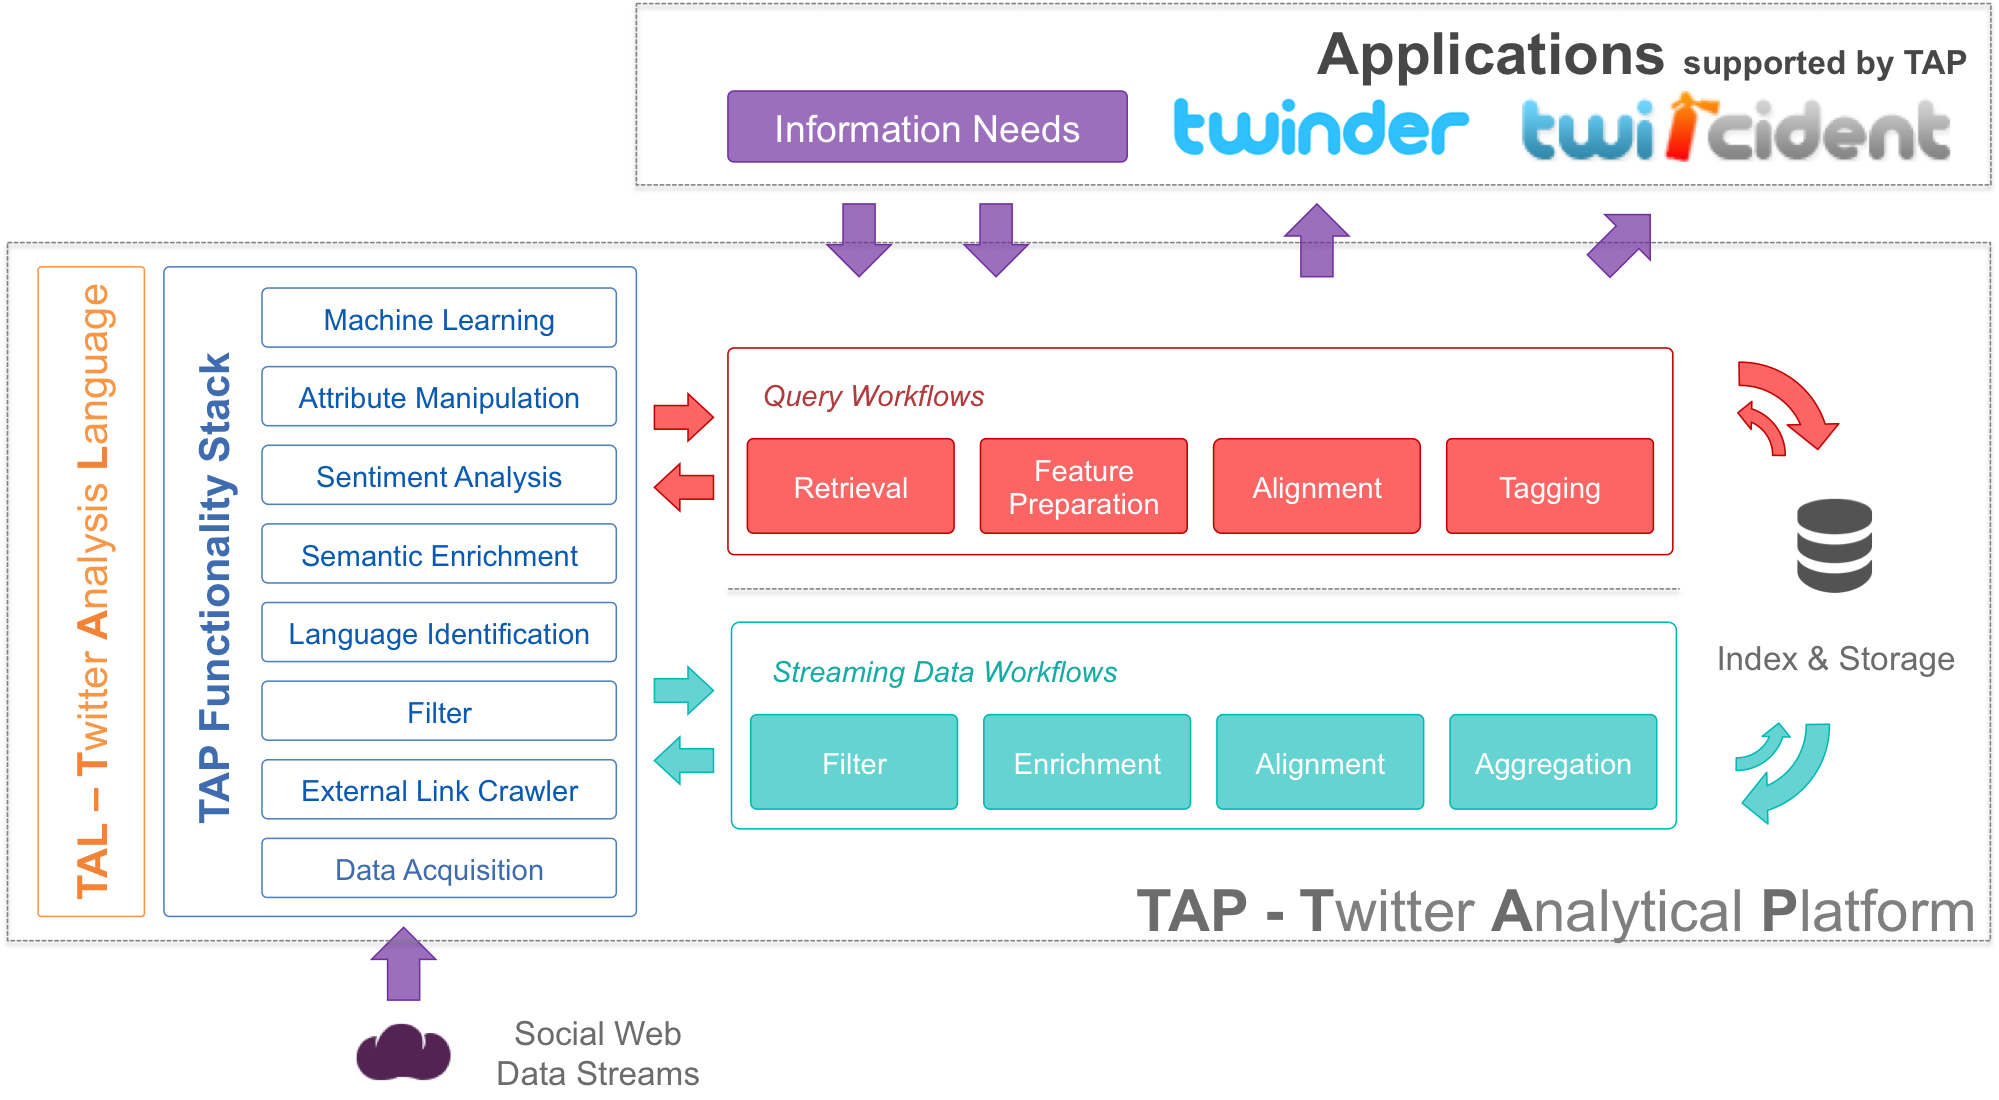 Applications supported by TAP
Information Needs
twinder
twitcident
TAL – Twitter Analysis Language
TAP Functionality Stack
Machine Learning
Attribute Manipulation
Sentiment Analysis
Semantic Enrichment
Language Identification
Filter
External Link Crawler
Data Acquisition
Query Workflows
Retrieval
Feature
Preparation
Alignment
Tagging
Streaming Data Workflows
Filter
Enrichment
Alignment
Aggregation
Index & Storage
TAP - Twitter Analytical Platform
Social Web
Data Streams